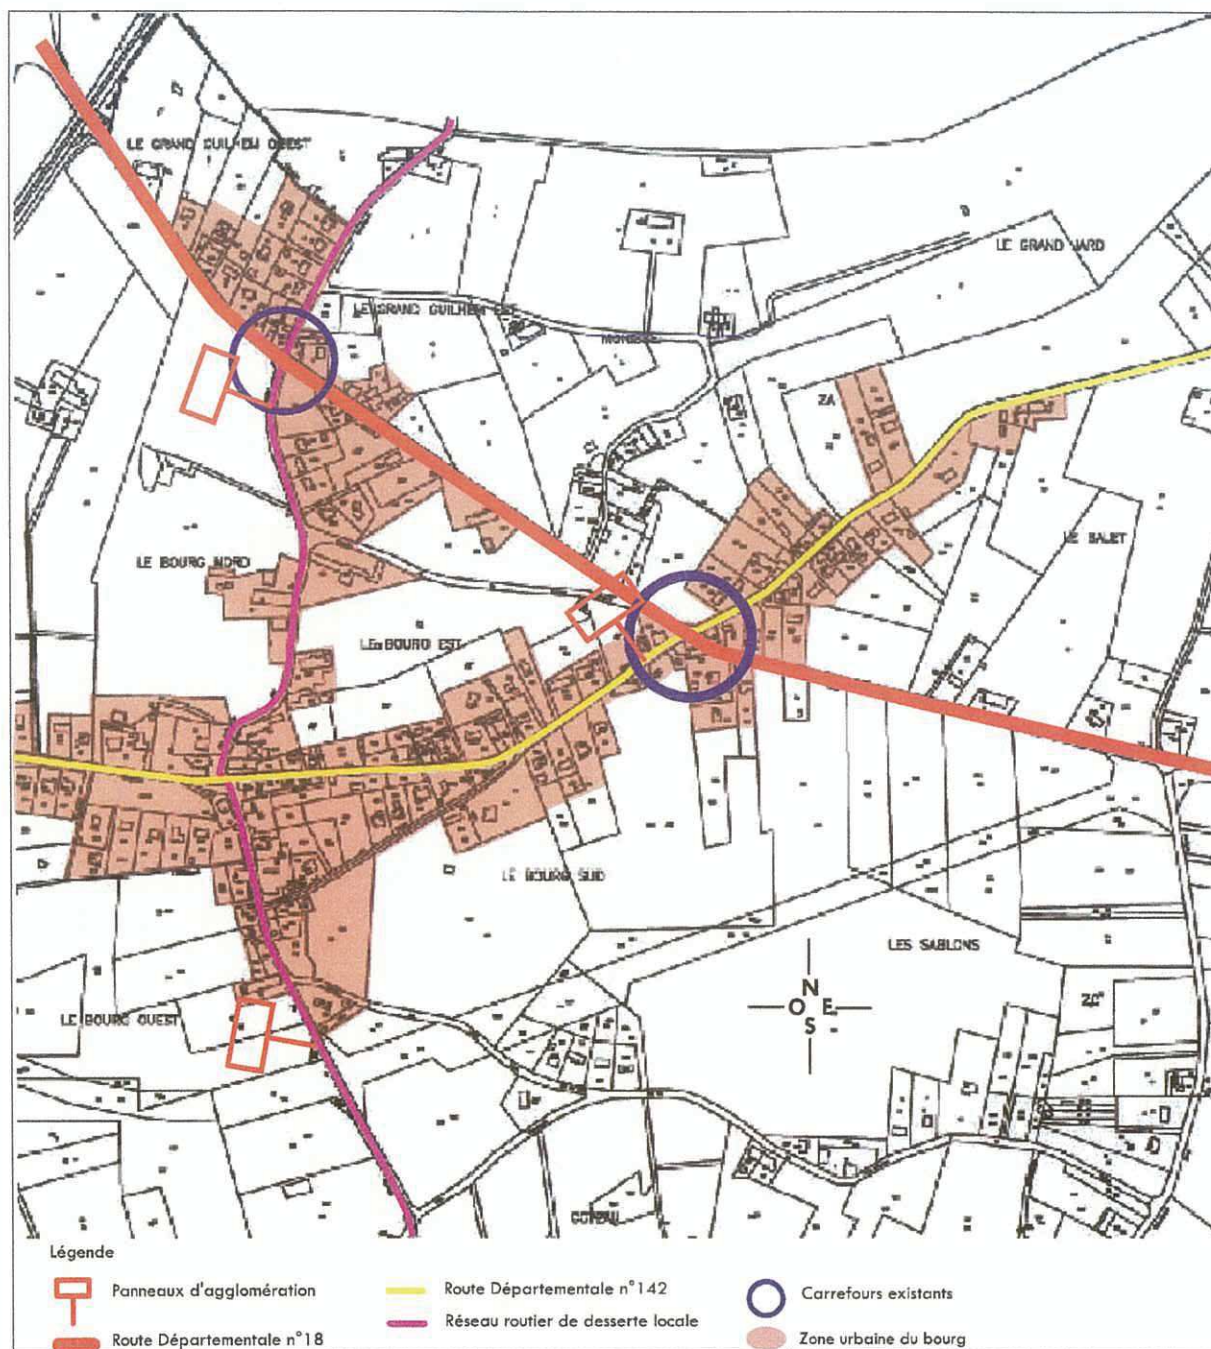 LE GRAND GUILHEM OUEST
LE GRAND JARD
LE GRAND GUILHEM EST
ZA
LE BOURG NORD
LE BALET
LE BOURG EST
LE BOURG SUD
LES SABLONS
N
O E
S
LE BOURG OUEST
Légende
Panneaux d'agglomération
Route Départementale n°18
Route Départementale n°142
Réseau routier de desserte locale
Carrefours existants
Zone urbaine du bourg